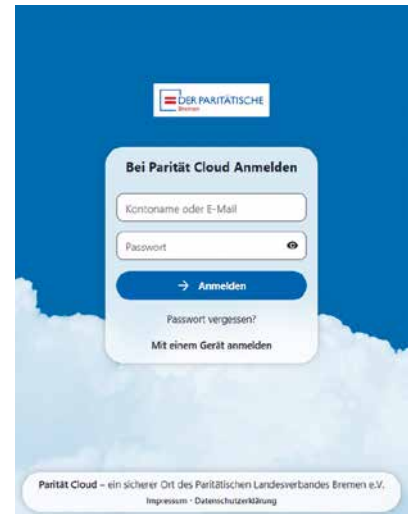 DER PARITÄTISCHE
Bremen
Bei Parität Cloud Anmelden
Kontoname oder E-Mail
Passwort
→ Anmelden
Passwort vergessen?
Mit einem Gerät anmelden
Parität Cloud – ein sicherer Ort des Paritätischen Landesverbandes Bremen e.V.
Impressum · Datenschutzerklärung